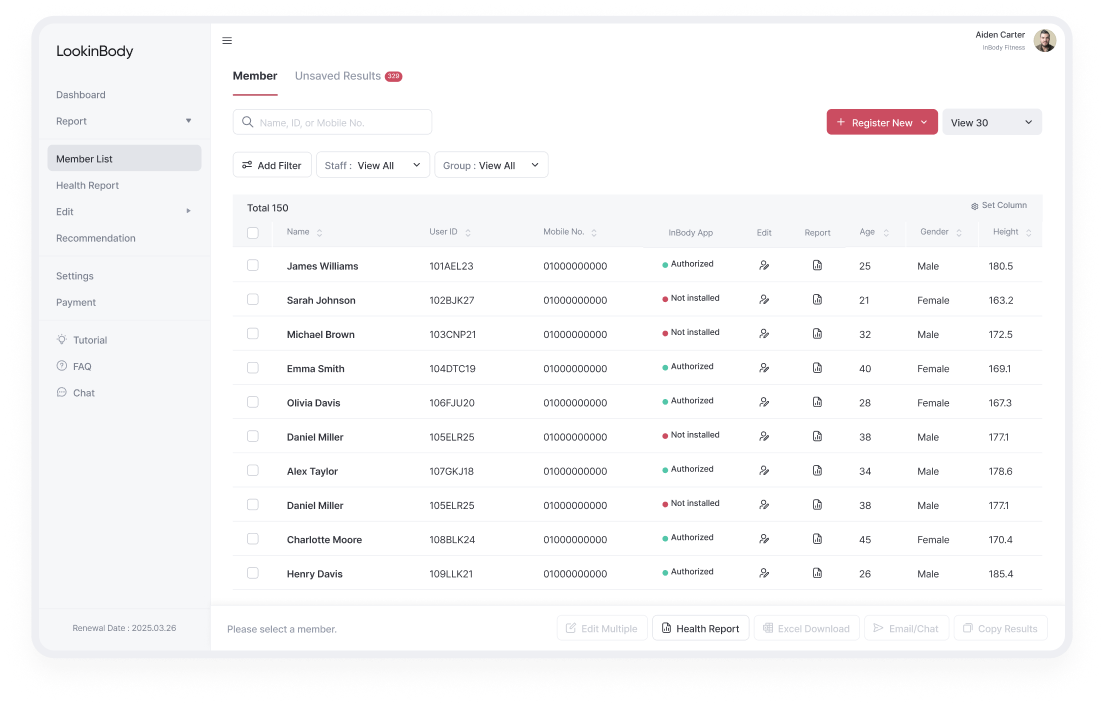 LookinBody
Dashboard
Report
Member List
Health Report
Edit
Recommendation
Settings
Payment
Tutorial
FAQ
Chat
Renewal Date : 2025.03.26
Aiden Carter
InBody Fitness
Member Unsaved Results 329
Name, ID, or Mobile No.
+ Register New View 30
Add Filter Staff : View All Group : View All
Total 150 Set Column
Name User ID Mobile No. InBody App Edit Report Age Gender Height
James Williams 101AEL23 01000000000 Authorized 25 Male 180.5
Sarah Johnson 102BJK27 01000000000 Not installed 21 Female 163.2
Michael Brown 103CNP21 01000000000 Not installed 32 Male 172.5
Emma Smith 104DTC19 01000000000 Authorized 40 Female 169.1
Olivia Davis 106FJU20 01000000000 Authorized 28 Female 167.3
Daniel Miller 105ELR25 01000000000 Not installed 38 Male 177.1
Alex Taylor 107GKJ18 01000000000 Authorized 34 Male 178.6
Daniel Miller 105ELR25 01000000000 Not installed 38 Male 177.1
Charlotte Moore 108BLK24 01000000000 Authorized 45 Female 170.4
Henry Davis 109LLK21 01000000000 Authorized 26 Male 185.4
Please select a member. Edit Multiple Health Report Excel Download Email/Chat Copy Results